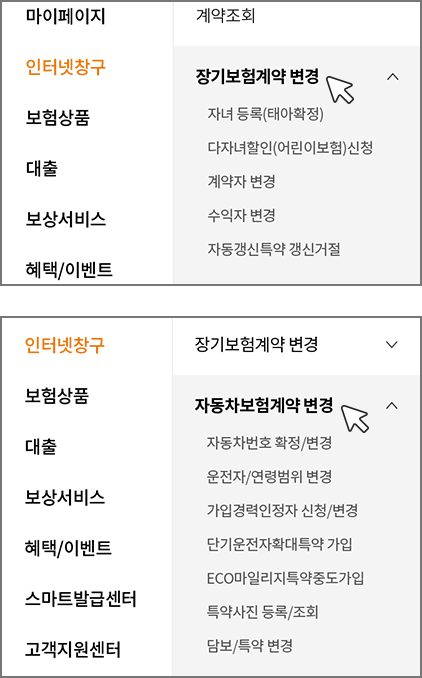 마이페이지
계약조회
인터넷창구
장기보험계약 변경
자녀 등록(태아확정)
보험상품
다자녀할인(어린이보험)신청
대출
계약자 변경
보상서비스
수익자 변경
자동갱신특약 갱신거절
혜택/이벤트
인터넷창구
장기보험계약 변경
보험상품
자동차보험계약 변경
자동차번호 확정/변경
대출
운전자/연령범위 변경
보상서비스
가입경력인정자 신청/변경
혜택/이벤트
단기운전자확대특약 가입
ECO마일리지특약중도가입
스마트발급센터
특약사진 등록/조회
고객지원센터
담보/특약 변경